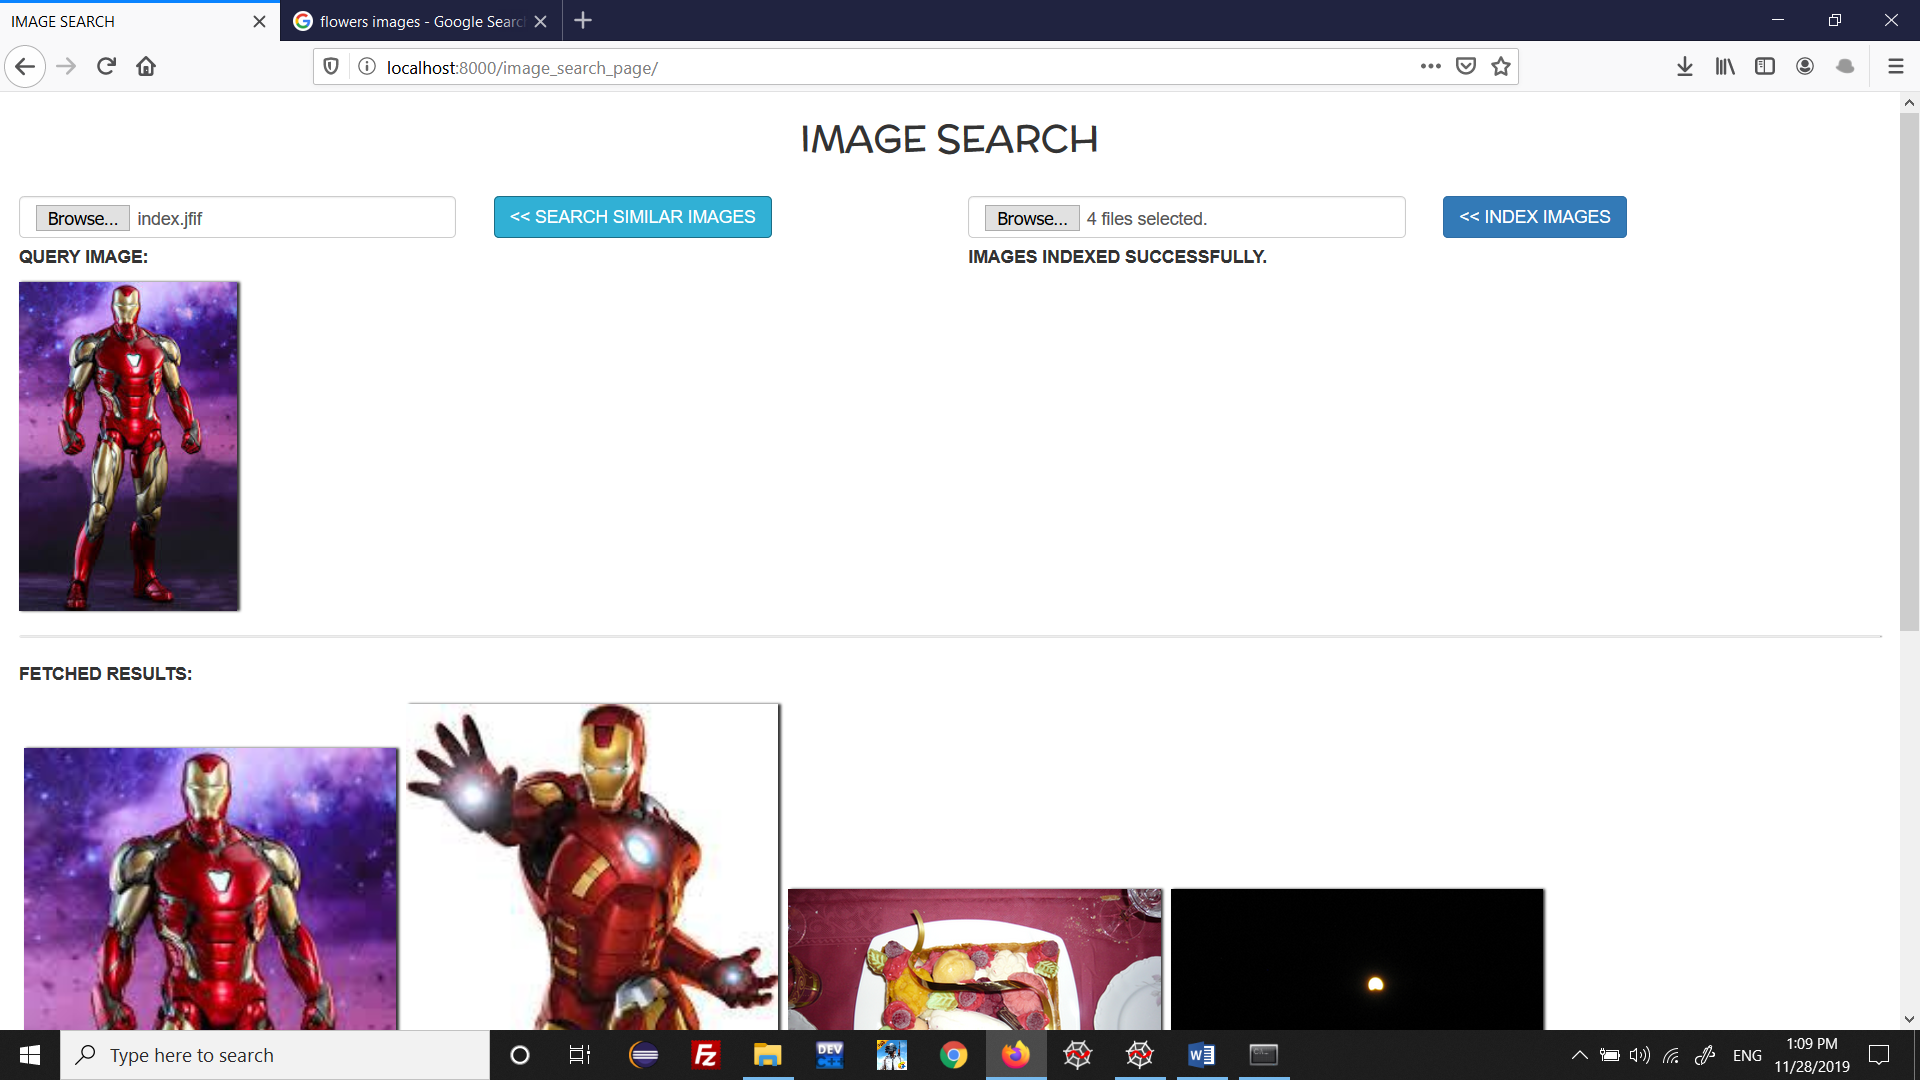 IMAGE SEARCH
flowers images - Google Searc
localhost:8000/image_search_page/
IMAGE SEARCH
Browse... index.jfif
<< SEARCH SIMILAR IMAGES
Browse... 4 files selected.
<< INDEX IMAGES
QUERY IMAGE:
IMAGES INDEXED SUCCESSFULLY.
FETCHED RESULTS:
Type here to search
Fz
DEV
C++
W
ENG
1:09 PM
11/28/2019